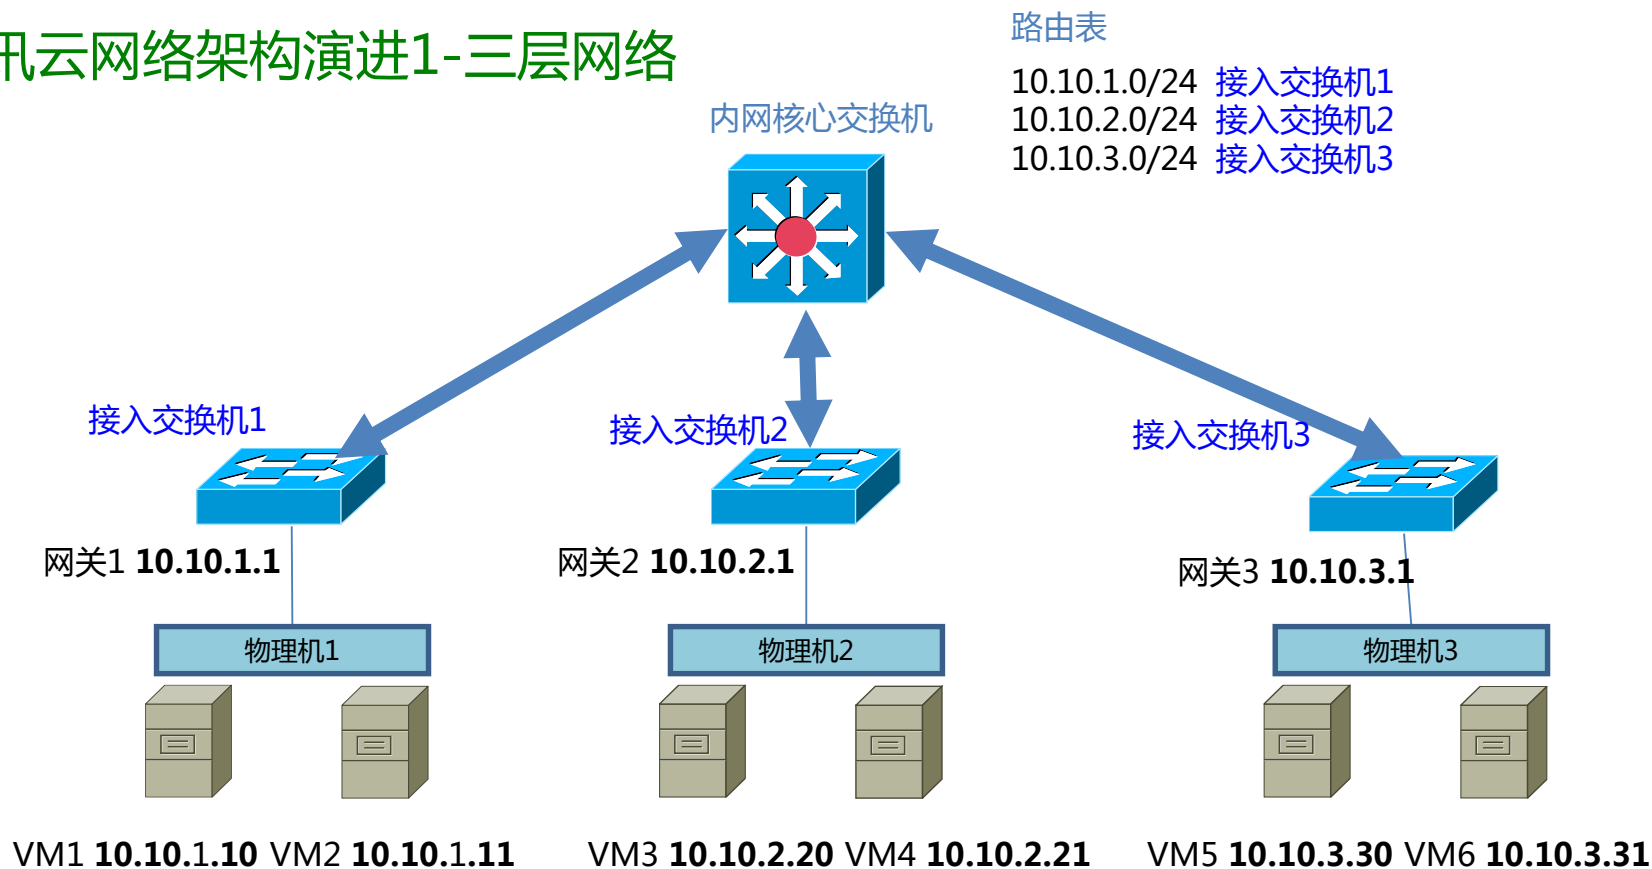 讯云网络架构演进1-三层网络
路由表
10.10.1.0/24 接入交换机1
10.10.2.0/24 接入交换机2
10.10.3.0/24 接入交换机3
内网核心交换机
接入交换机1
接入交换机2
接入交换机3
网关1 10.10.1.1
网关2 10.10.2.1
网关3 10.10.3.1
物理机1
物理机2
物理机3
VM1 10.10.1.10 VM2 10.10.1.11
VM3 10.10.2.20 VM4 10.10.2.21
VM5 10.10.3.30 VM6 10.10.3.31